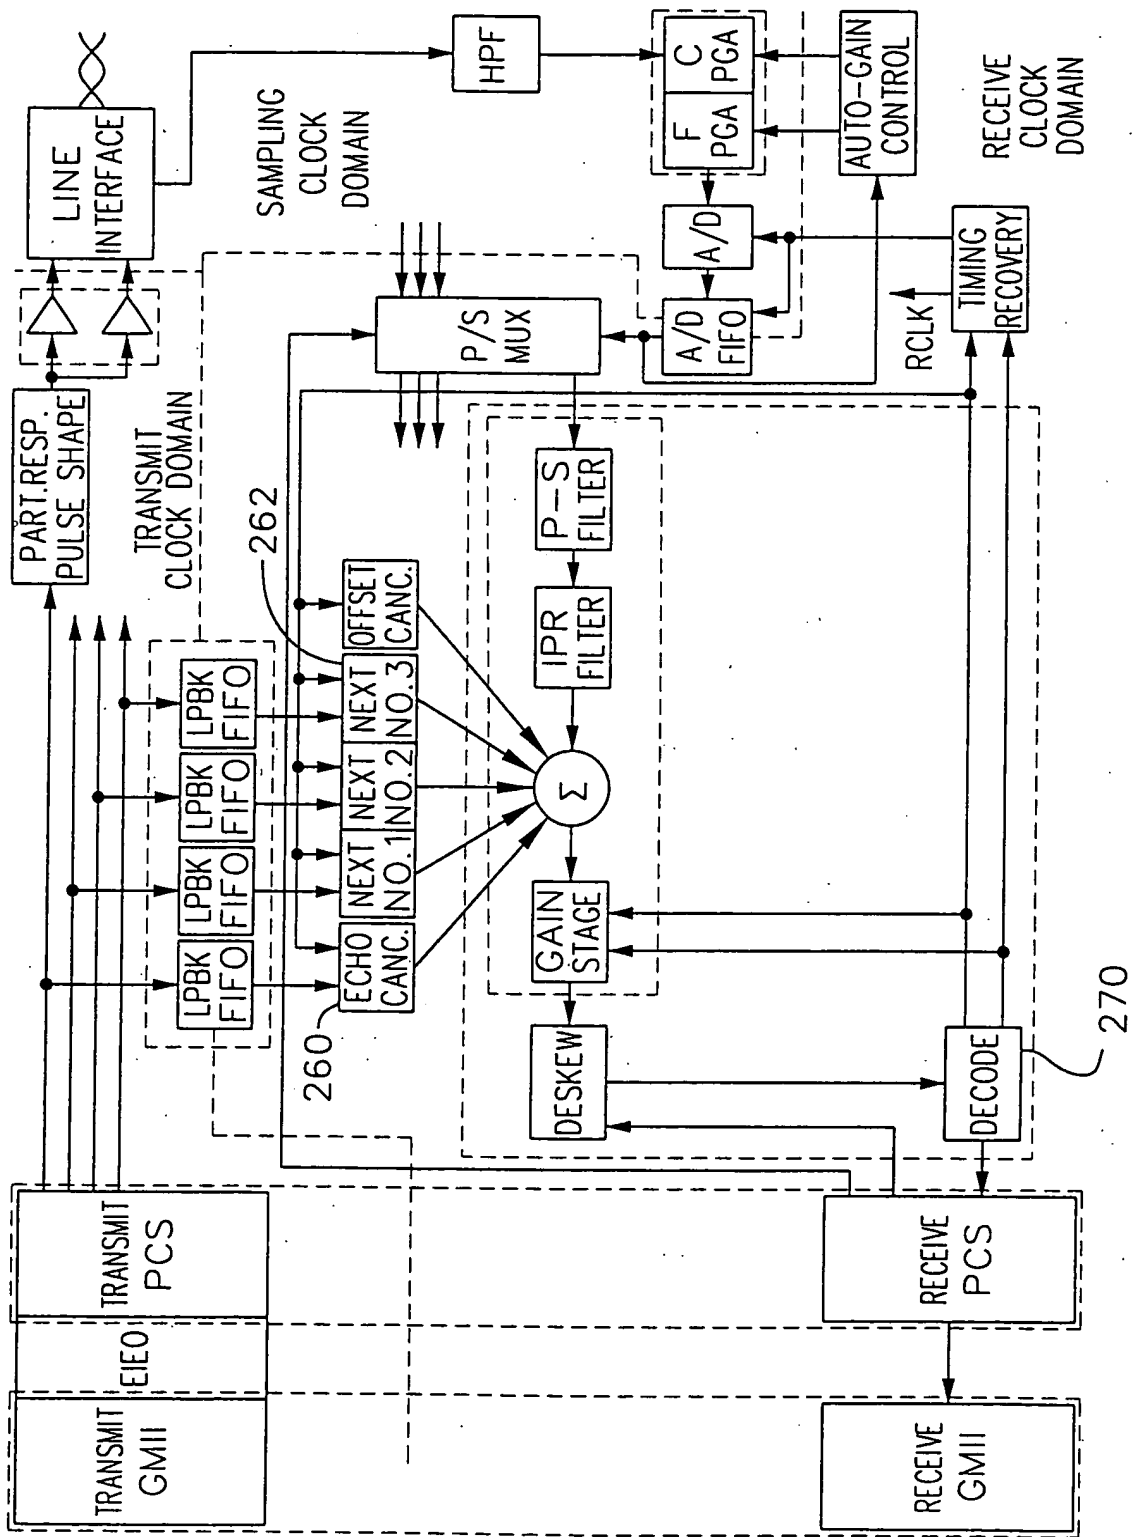 TRANSMIT
GMII
EIEO
TRANSMIT
PCS
PART.RESP.
PULSE SHAPE
LINE
INTERFACE
TRANSMIT
CLOCK DOMAIN
SAMPLING
CLOCK
DOMAIN
HPF
LPBK
FIFO
LPBK
FIFO
LPBK
FIFO
LPBK
FIFO
260
ECHO
CANC.
NEXT
NO.1
NEXT
NO.2
NEXT
NO.3
262
OFFSET
CANC.
P/S
MUX
A/D
FIFO
A/D
F
PGA
C
PGA
AUTO-GAIN
CONTROL
RECEIVE
CLOCK
DOMAIN
DESKEW
GAIN
STAGE
Σ
IPR
FILTER
P-S
FILTER
RCLK
TIMING
RECOVERY
DECODE
270
RECEIVE
PCS
RECEIVE
GMII